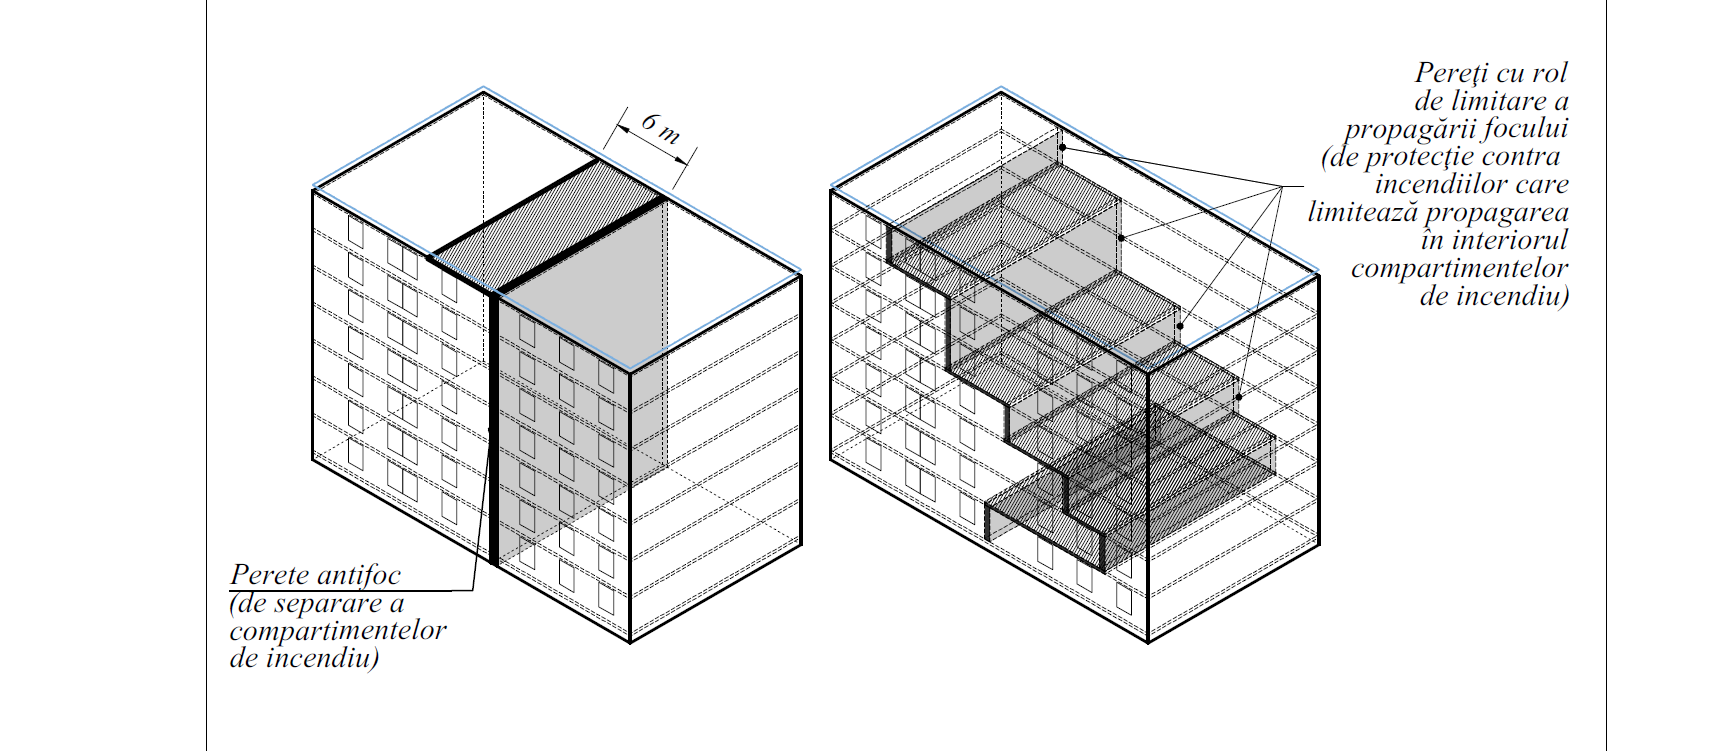 6 m
Pereţi cu rol
de limitare a
propagării focului
(de protecţie contra
incendiilor care
limitează propagarea
în interiorul
compartimentelor
de incendiu)
Perete antifoc
(de separare a
compartimentelor
de incendiu)